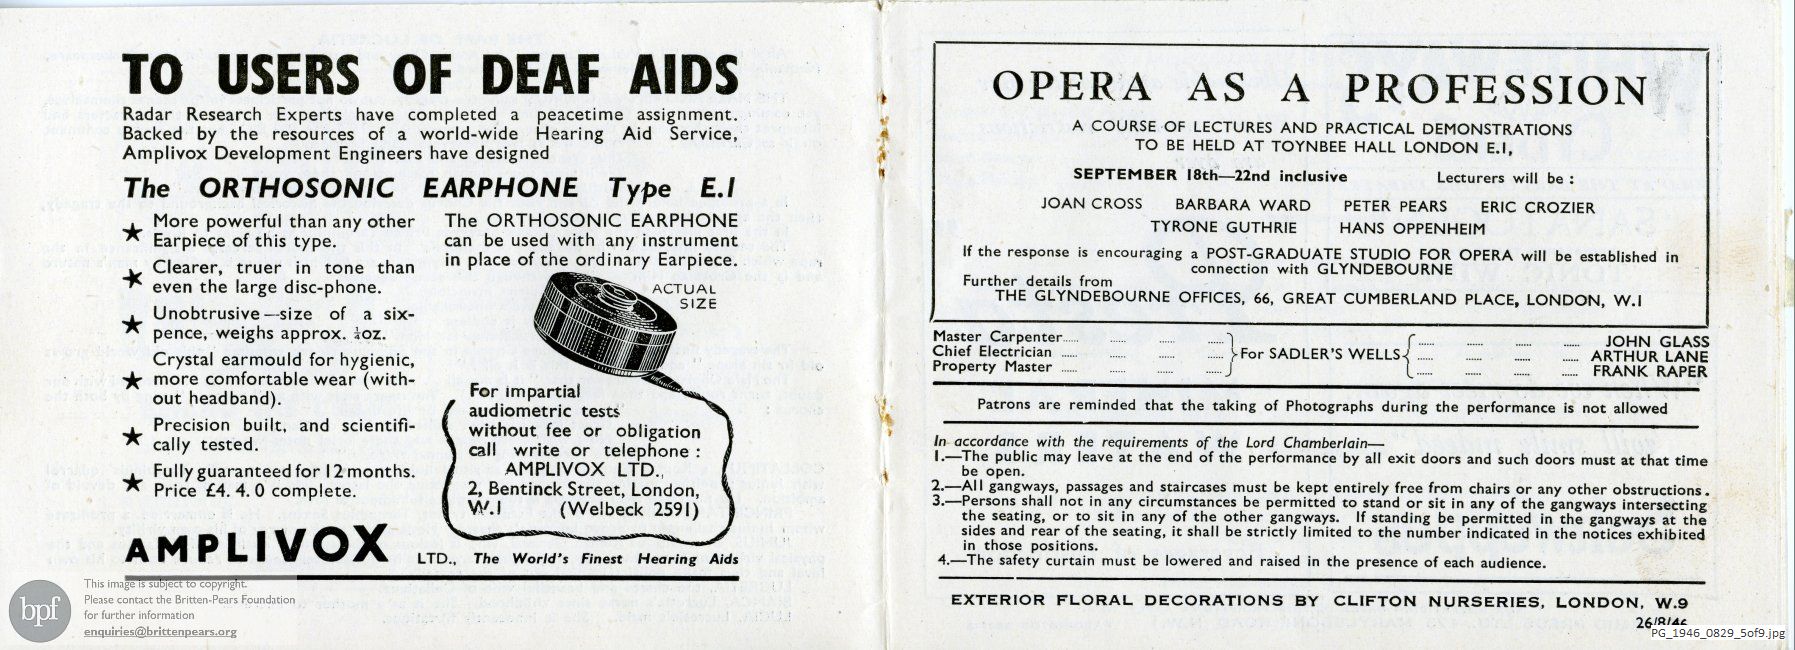 TO USERS OF DEAF AIDS
Radar Research Experts have completed a peacetime assignment.
Backed by the resources of a world-wide Hearing Aid Service,
Amplivox Development Engineers have designed
The ORTHOSONIC EARPHONE Type E.1
★ More powerful than any other
Earpiece of this type.
★ Clearer, truer in tone than
even the large disc-phone.
★ Unobtrusive—size of a six-
pence, weighs approx. ¼oz.
★ Crystal earmould for hygienic,
more comfortable wear (with-
out headband).
★ Precision built, and scientifi-
cally tested.
★ Fully guaranteed for 12 months.
Price £4. 4. 0 complete.
The ORTHOSONIC EARPHONE
can be used with any instrument
in place of the ordinary Earpiece.
ACTUAL
SIZE
For impartial
audiometric tests
without fee or obligation
call write or telephone :
AMPLIVOX LTD.
2, Bentinck Street, London,
W.1 (Welbeck 2591)
AMPLIVOX LTD., The World's Finest Hearing Aids
OPERA AS A PROFESSION
A COURSE OF LECTURES AND PRACTICAL DEMONSTRATIONS
TO BE HELD AT TOYNBEE HALL LONDON E.1,
SEPTEMBER 18th—22nd inclusive Lecturers will be :
JOAN CROSS BARBARA WARD PETER PEARS ERIC CROZIER
TYRONE GUTHRIE HANS OPPENHEIM
If the response is encouraging a POST-GRADUATE STUDIO FOR OPERA will be established in
connection with GLYNDEBOURNE
Further details from
THE GLYNDEBOURNE OFFICES, 66, GREAT CUMBERLAND PLACE, LONDON, W.1
Master Carpenter..... ..... ..... ..... JOHN GLASS
Chief Electrician ..... ..... ..... For SADLER'S WELLS ..... ARTHUR LANE
Property Master ..... ..... ..... ..... FRANK RAPER
Patrons are reminded that the taking of Photographs during the performance is not allowed
In accordance with the requirements of the Lord Chamberlain—
1.—The public may leave at the end of the performance by all exit doors and such doors must at that time
be open.
2.—All gangways, passages and staircases must be kept entirely free from chairs or any other obstructions.
3.—Persons shall not in any circumstances be permitted to stand or sit in any of the gangways intersecting
the seating, or to sit in any of the other gangways. If standing be permitted in the gangways at the
sides and rear of the seating, it shall be strictly limited to the number indicated in the notices exhibited
in those positions.
4.—The safety curtain must be lowered and raised in the presence of each audience.
EXTERIOR FLORAL DECORATIONS BY CLIFTON NURSERIES, LONDON, W.9
26/8/46
bpf
This image is subject to copyright.
Please contact the Britten-Pears Foundation
for further information
enquiries@brittenpears.org
PG_1946_0829_5of9.jpg